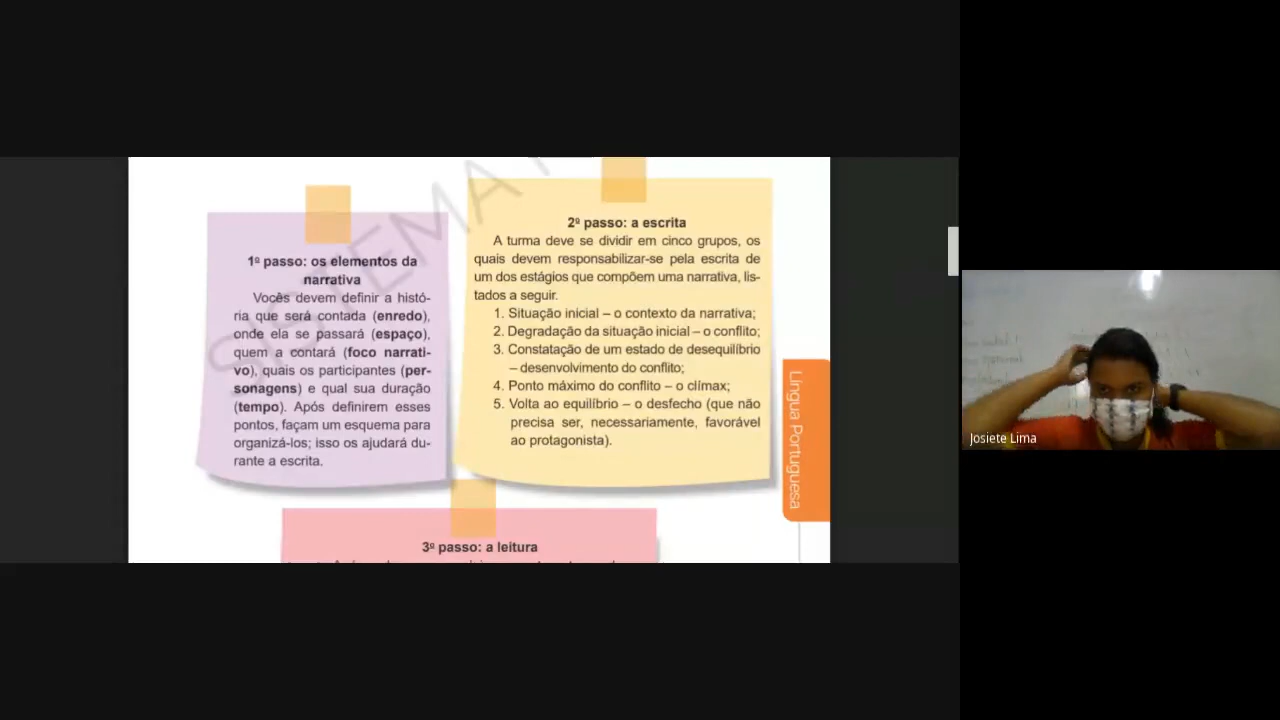 SISTEMA
1º passo: os elementos da
narrativa
Vocês devem definir a histó-
ria que será contada (enredo),
onde ela se passará (espaço),
quem a contará (foco narrati-
vo), quais os participantes (per-
sonagens) e qual sua duração
(tempo). Após definirem esses
pontos, façam um esquema para
organizá-los; isso os ajudará du-
rante a escrita.
2º passo: a escrita
A turma deve se dividir em cinco grupos, os
quais devem responsabilizar-se pela escrita de
um dos estágios que compõem uma narrativa, lis-
tados a seguir.
1. Situação inicial – o contexto da narrativa;
2. Degradação da situação inicial – o conflito;
3. Constatação de um estado de desequilíbrio
– desenvolvimento do conflito;
4. Ponto máximo do conflito – o clímax;
5. Volta ao equilíbrio – o desfecho (que não
precisa ser, necessariamente, favorável
ao protagonista).
3º passo: a leitura
Língua Portuguesa
Josiete Lima